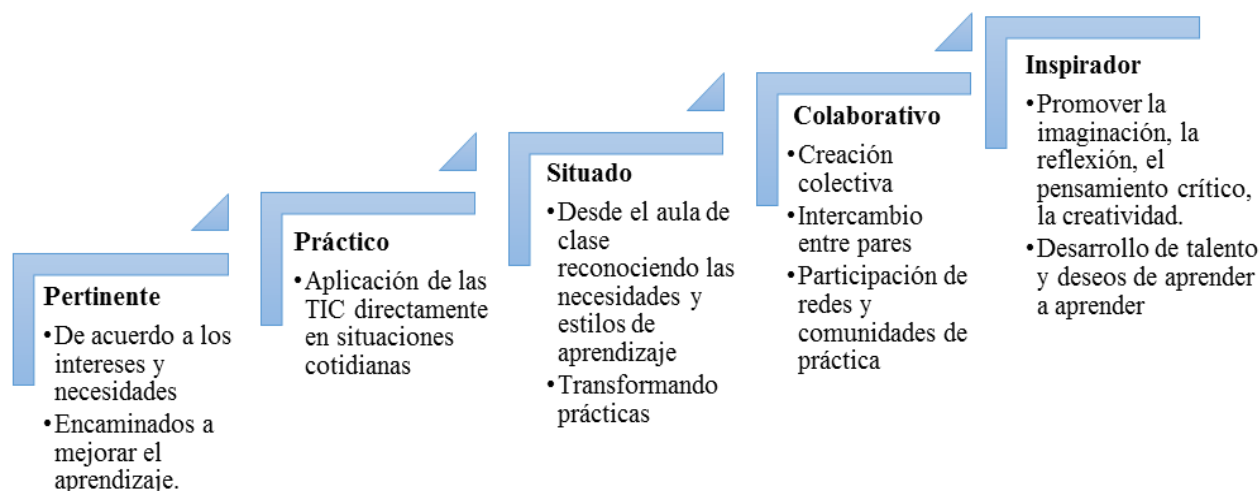 Pertinente
•De acuerdo a los
intereses y
necesidades
•Encaminados a
mejorar el
aprendizaje.
Práctico
•Aplicación de las
TIC directamente
en situaciones
cotidianas
Situado
•Desde el aula de
clase
reconociendo las
necesidades y
estilos de
aprendizaje
•Transformando
prácticas
Colaborativo
•Creación
colectiva
•Intercambio
entre pares
•Participación de
redes y
comunidades de
práctica
Inspirador
•Promover la
imaginación, la
reflexión, el
pensamiento crítico,
la creatividad.
•Desarrollo de talento
y deseos de aprender
a aprender